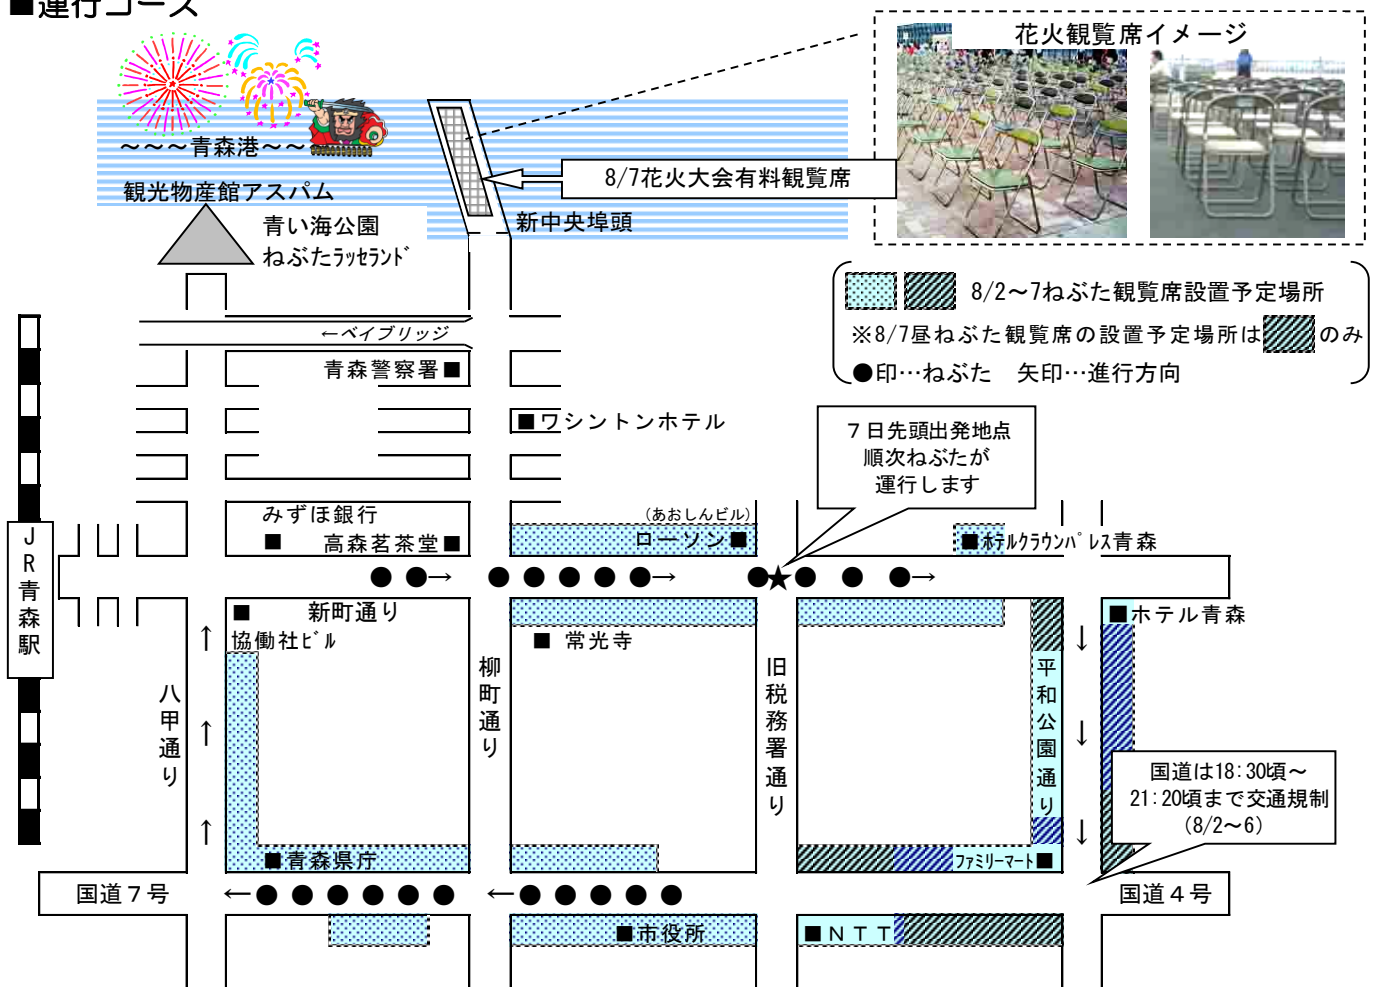 ■運行コース
花火観覧席イメージ
～～～青森港～～
8/7花火大会有料観覧席
観光物産館アスパム
青い海公園
ねぶたﾗｯｾﾗﾝﾄﾞ
新中央埠頭
8/2～7ねぶた観覧席設置予定場所
※8/7昼ねぶた観覧席の設置予定場所は のみ
●印…ねぶた 矢印…進行方向
←ベイブリッジ
青森警察署■
■ワシントンホテル
７日先頭出発地点
順次ねぶたが
運行します
みずほ銀行
■
高森茗茶堂■
(あおしんビル)
ローソン■
■ﾎﾃﾙｸﾗｳﾝﾊﾟﾚｽ青森
ＪＲ青森駅
●●→ ●●●●●→ ●★●●●→
■ 新町通り
協働社ﾋﾞﾙ
■ 常光寺
■ホテル青森
八甲通り
柳町通り
旧税務署通り
平和公園通り
↑
↑
↑
↓
↓
↓
国道は18:30頃～
21:20頃まで交通規制
(8/2～6)
■青森県庁
ﾌｧﾐﾘｰﾏｰﾄ■
国道７号
←●●●●●● ←●●●●●
国道４号
■市役所
■ＮＴＴ